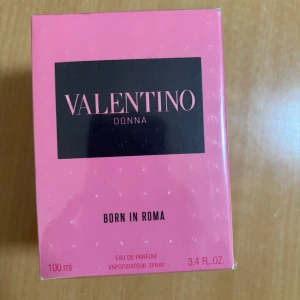 VALENTINO
DONNA
BORN IN ROMA
EAU DE PARFUM
VAPORISATEUR SPRAY
100 ml 3.4 FL.OZ.